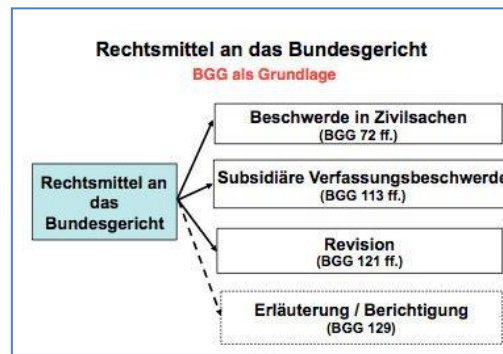 Rechtsmittel an das Bundesgericht
BGG als Grundlage
Rechtsmittel an
das
Bundesgericht
Beschwerde in Zivilsachen
(BGG 72 ff.)
Subsidiäre Verfassungsbeschwerde
(BGG 113 ff.)
Revision
(BGG 121 ff.)
Erläuterung / Berichtigung
(BGG 129)